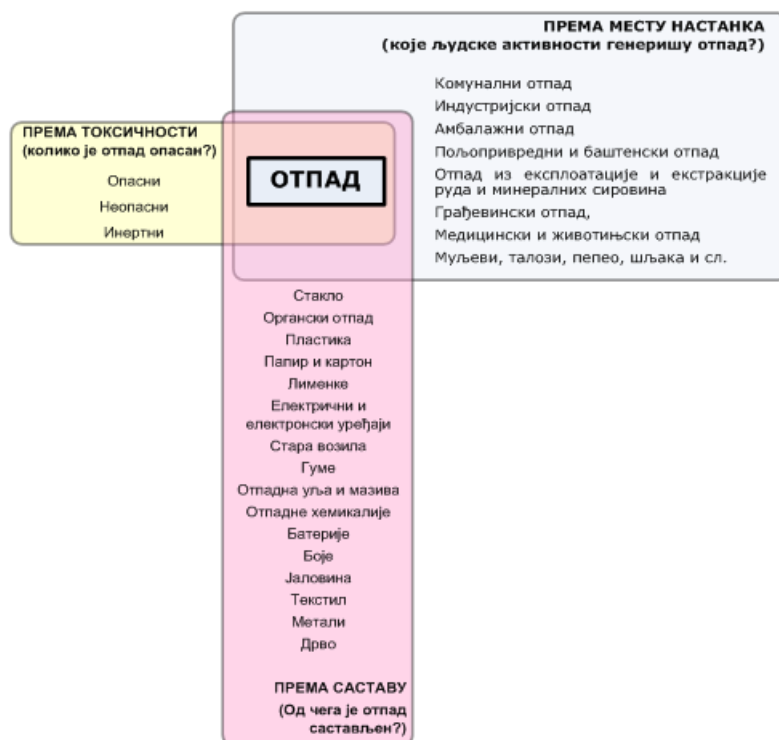 ПРЕМА МЕСТУ НАСТАНКА
(које људске активности генеришу отпад?)
Комунални отпад
Индустријски отпад
Амбалажни отпад
Пољопривредни и баштенски отпад
Отпад из експлоатације и екстракције
руда и минералних сировина
Грађевински отпад,
Медицински и животињски отпад
Муљеви, талози, пепео, шљака и сл.
ПРЕМА ТОКСИЧНОСТИ
(колико је отпад опасан?)
Опасни
Неопасни
Инертни
ОТПАД
Стакло
Органски отпад
Пластика
Папир и картон
Лименке
Електрични и
електронски уређаји
Стара возила
Гуме
Отпадна уља и мазива
Отпадне хемикалије
Батерије
Боје
Јаловина
Текстил
Метали
Дрво
ПРЕМА САСТАВУ
(Од чега је отпад
састављен?)